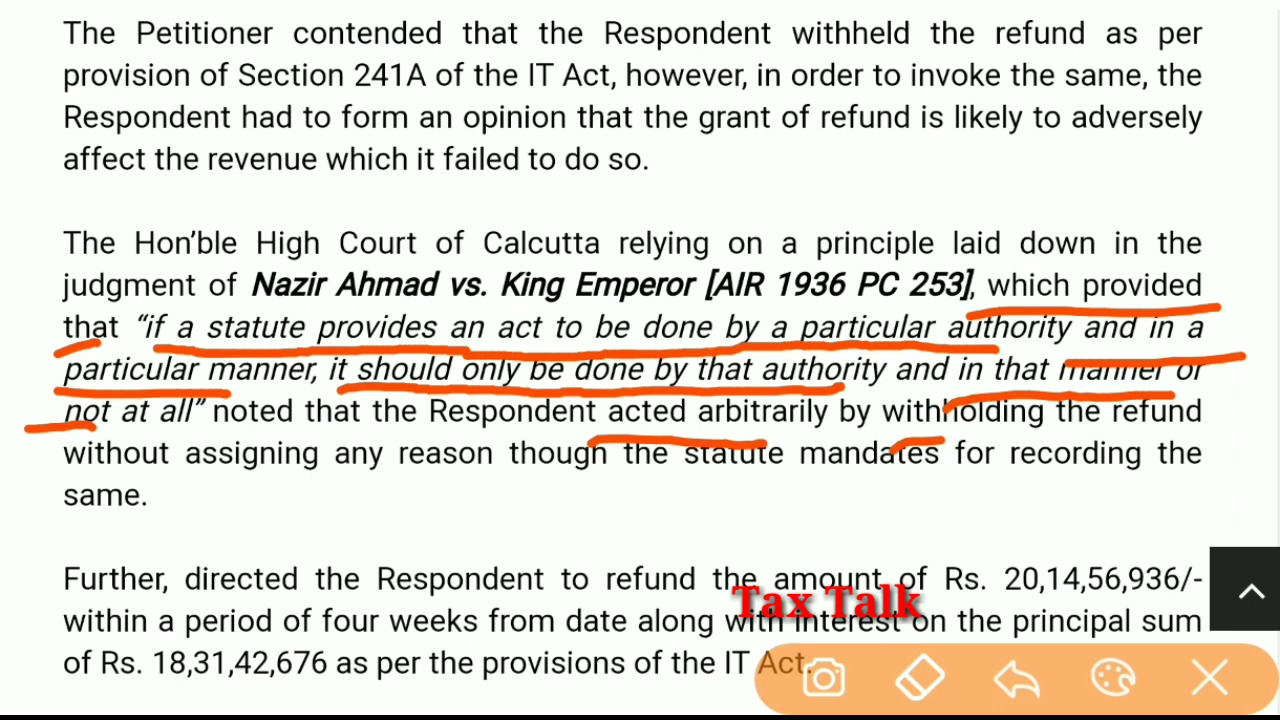 The Petitioner contended that the Respondent withheld the refund as per
provision of Section 241A of the IT Act, however, in order to invoke the same, the
Respondent had to form an opinion that the grant of refund is likely to adversely
affect the revenue which it failed to do so.
The Hon'ble High Court of Calcutta relying on a principle laid down in the
judgment of Nazir Ahmad vs. King Emperor [AIR 1936 PC 253], which provided
that “if a statute provides an act to be done by a particular authority and in a
particular manner, it should only be done by that authority and in that manner or
not at all” noted that the Respondent acted arbitrarily by withholding the refund
without assigning any reason though the statute mandates for recording the
same.
Further, directed the Respondent to refund the amount of Rs. 20,14,56,936/-
within a period of four weeks from date along with interest on the principal sum
of Rs. 18,31,42,676 as per the provisions of the IT Act.
Tax Talk